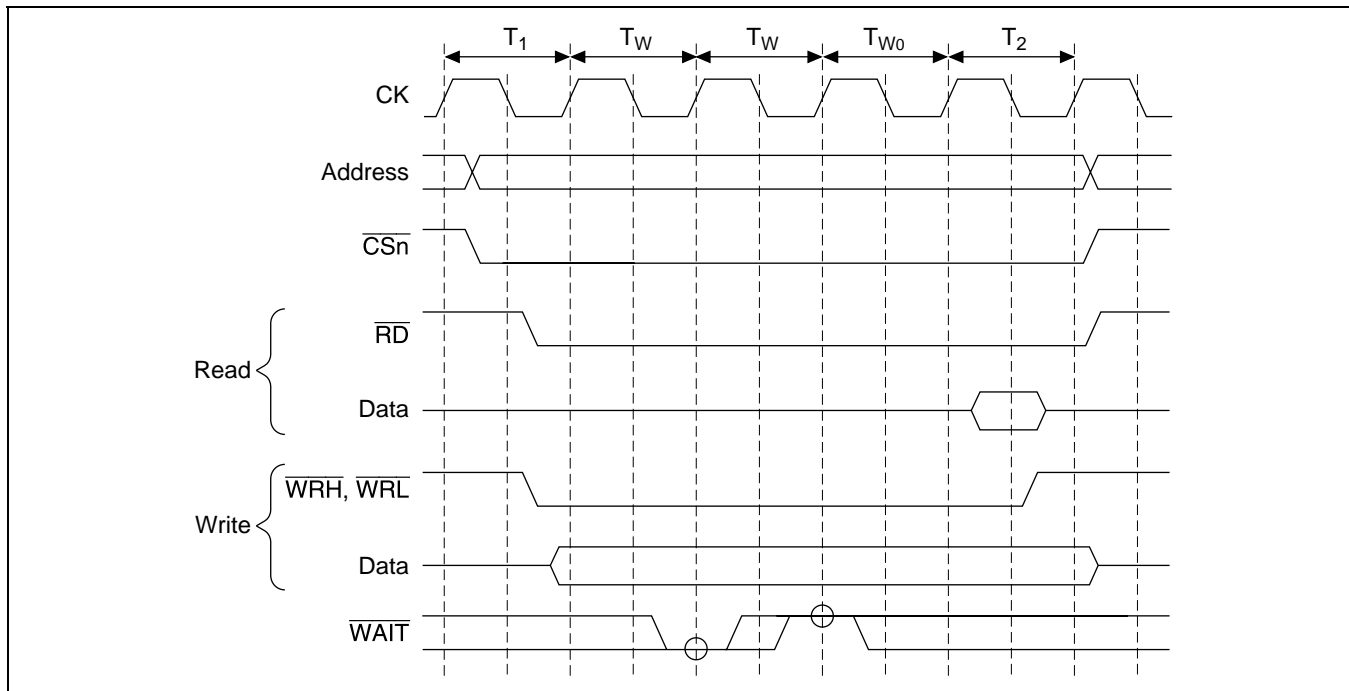 T1 TW TW TW0 T2
CK
Address
CSn
RD
Read
Data
WRH, WRL
Write
Data
WAIT